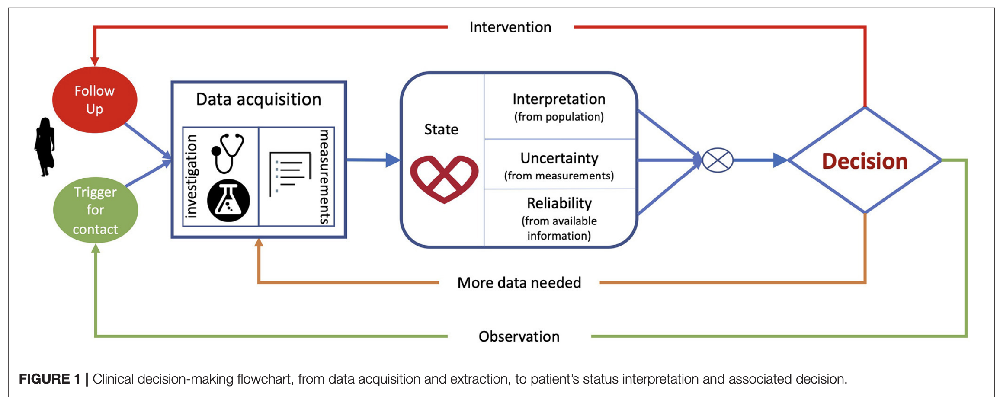 Intervention
Follow
Up
Trigger
for
contact
Data acquisition
investigation
measurements
State
Interpretation
(from population)
Uncertainty
(from measurements)
Reliability
(from available
information)
Decision
More data needed
Observation
FIGURE 1 | Clinical decision-making flowchart, from data acquisition and extraction, to patient’s status interpretation and associated decision.